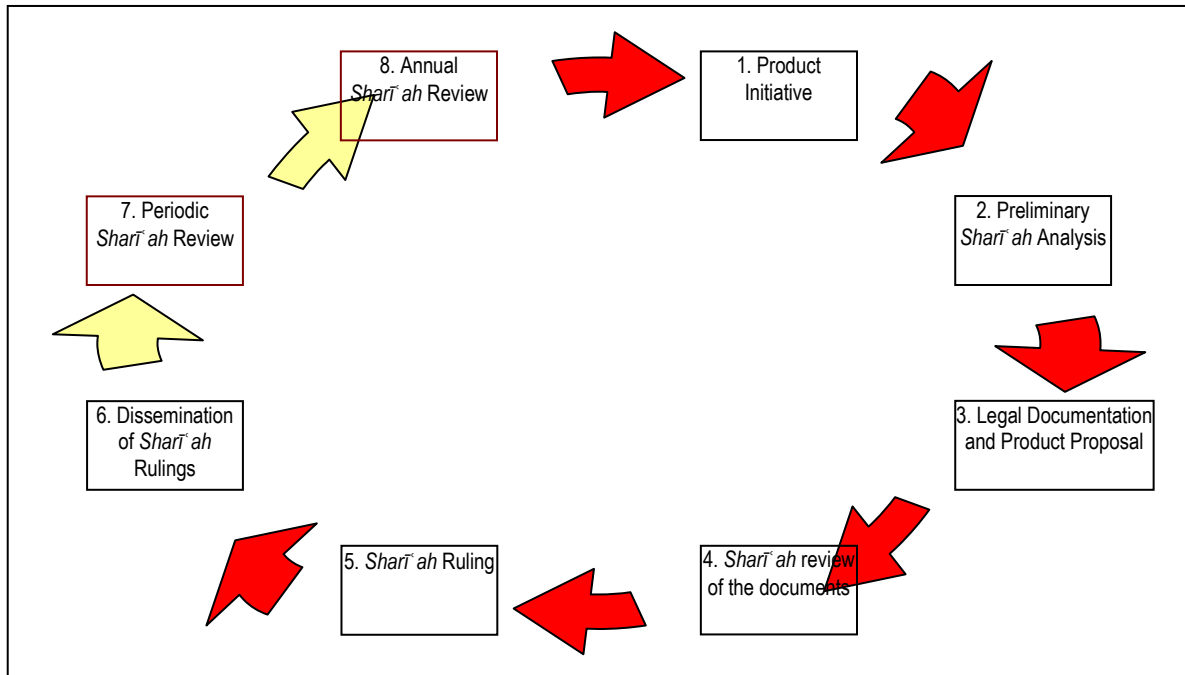 1. Product
Initiative
2. Preliminary
Sharīʿah Analysis
3. Legal Documentation
and Product Proposal
4. Sharīʿah review
of the documents
5. Sharīʿah Ruling
6. Dissemination
of Sharīʿah
Rulings
7. Periodic
Sharīʿah Review
8. Annual
Sharīʿah Review